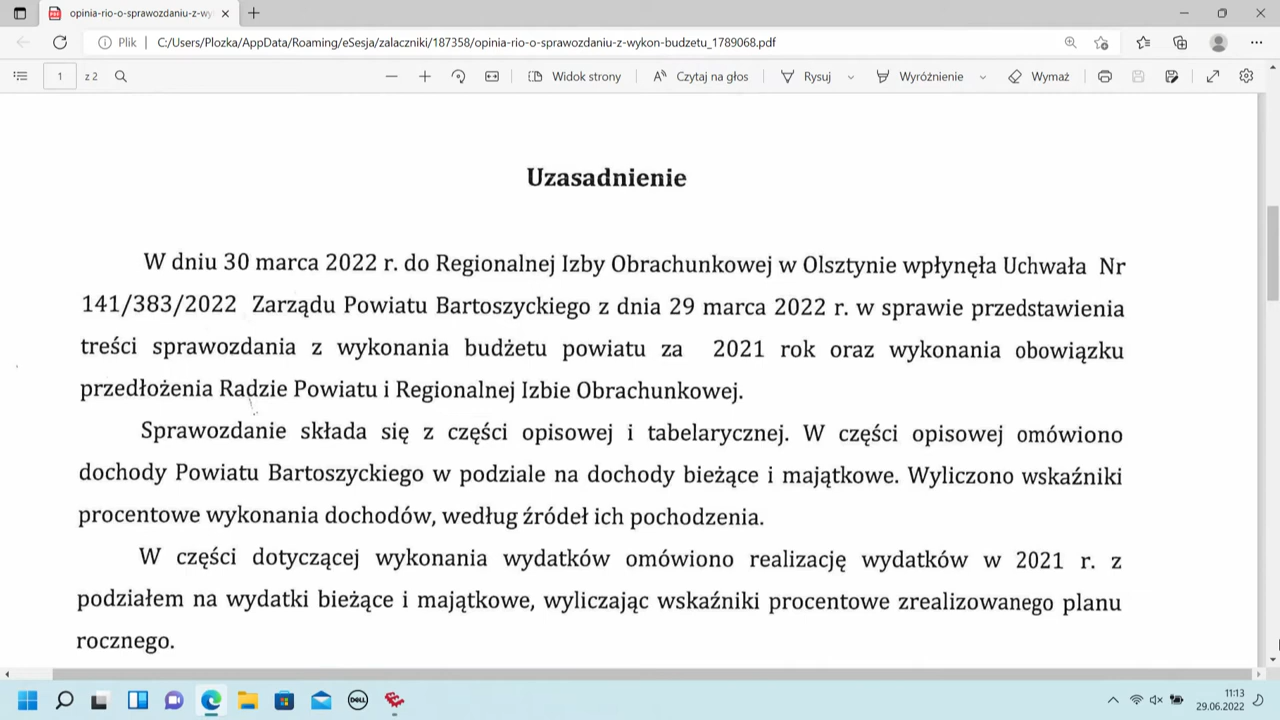 opinia-rio-o-sprawozdaniu-z-wy
Plik
C:/Users/Plozka/AppData/Roaming/eSesja/zalaczniki/187358/opinia-rio-o-sprawozdaniu-z-wykon-budzetu_1789068.pdf
1 z 2 Widok strony Czytaj na głos Rysuj Wyróżnienie Wymaż
Uzasadnienie
W dniu 30 marca 2022 r. do Regionalnej Izby Obrachunkowej w Olsztynie wpłynęła Uchwała Nr
141/383/2022 Zarządu Powiatu Bartoszyckiego z dnia 29 marca 2022 r. w sprawie przedstawienia
treści sprawozdania z wykonania budżetu powiatu za 2021 rok oraz wykonania obowiązku
przedłożenia Radzie Powiatu i Regionalnej Izbie Obrachunkowej.
Sprawozdanie składa się z części opisowej i tabelarycznej. W części opisowej omówiono
dochody Powiatu Bartoszyckiego w podziale na dochody bieżące i majątkowe. Wyliczono wskaźniki
procentowe wykonania dochodów, według źródeł ich pochodzenia.
W części dotyczącej wykonania wydatków omówiono realizację wydatków w 2021 r. z
podziałem na wydatki bieżące i majątkowe, wyliczając wskaźniki procentowe zrealizowanego planu
rocznego.
DELL
11:13
29.06.2022